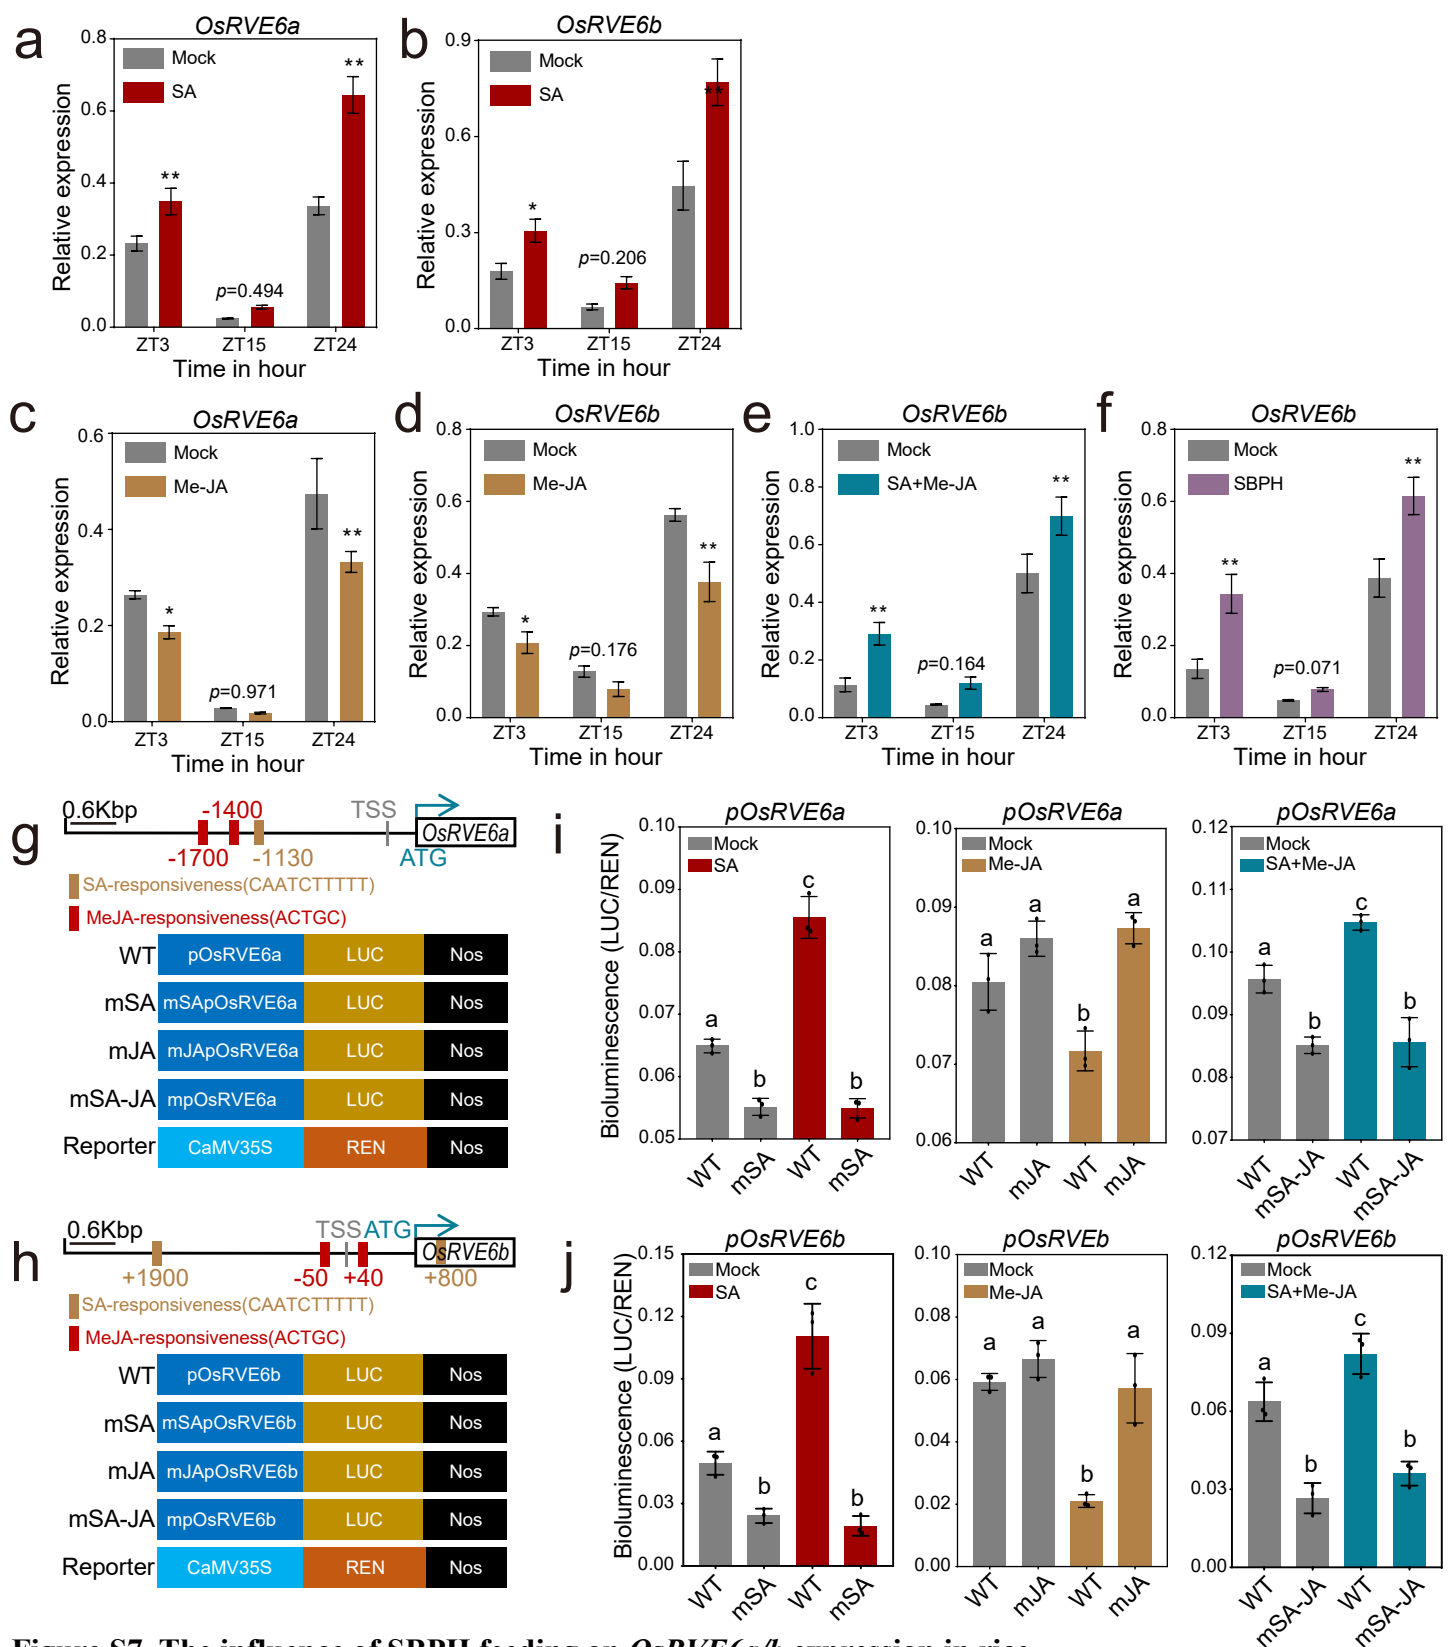 a
OsRVE6a
Relative expression
0.8
0.6
0.4
0.2
0.0
Mock
SA
**
p=0.494
**
ZT3 ZT15 ZT24
Time in hour
b
OsRVE6b
Relative expression
0.9
0.6
0.3
0.0
Mock
SA
*
p=0.206
**
ZT3 ZT15 ZT24
Time in hour
c
OsRVE6a
Relative expression
0.6
0.4
0.2
0.0
Mock
Me-JA
*
p=0.971
**
ZT3 ZT15 ZT24
Time in hour
d
OsRVE6b
Relative expression
0.8
0.6
0.4
0.2
0.0
Mock
Me-JA
*
p=0.176
**
ZT3 ZT15 ZT24
Time in hour
e
OsRVE6b
Relative expression
1.0
0.8
0.6
0.4
0.2
0.0
Mock
SA+Me-JA
**
p=0.164
**
ZT3 ZT15 ZT24
Time in hour
f
OsRVE6b
Relative expression
0.8
0.6
0.4
0.2
0.0
Mock
SBPH
**
p=0.071
**
ZT3 ZT15 ZT24
Time in hour
g
0.6Kbp -1400 TSS
OsRVE6a
-1700 -1130 ATG
SA-responsiveness(CAATCTTTTT)
MeJA-responsiveness(ACTGC)
WT pOsRVE6a LUC Nos
mSA mSApOsRVE6a LUC Nos
mJA mJApOsRVE6a LUC Nos
mSA-JA mpOsRVE6a LUC Nos
Reporter CaMV35S REN Nos
h
0.6Kbp TSS ATG
OsRVE6b
+1900 -50 +40 +800
SA-responsiveness(CAATCTTTTT)
MeJA-responsiveness(ACTGC)
WT pOsRVE6b LUC Nos
mSA mSApOsRVE6b LUC Nos
mJA mJApOsRVE6b LUC Nos
mSA-JA mpOsRVE6b LUC Nos
Reporter CaMV35S REN Nos
i
pOsRVE6a
Bioluminescence (LUC/REN)
0.10
0.09
0.08
0.07
0.06
0.05
Mock
SA
a b c b
WT mSA WT mSA
pOsRVE6a
0.10
0.09
0.08
0.07
0.06
Mock
Me-JA
a a b a
WT mJA WT mJA
pOsRVE6a
0.12
0.11
0.10
0.09
0.08
0.07
Mock
SA+Me-JA
a b c b
WT mSA-JA WT mSA-JA
j
pOsRVE6b
Bioluminescence (LUC/REN)
0.15
0.12
0.09
0.06
0.03
0.00
Mock
SA
a b c b
WT mSA WT mSA
pOsRVEb
0.10
0.08
0.06
0.04
0.02
0.00
Mock
Me-JA
a a b a
WT mJA WT mJA
pOsRVE6b
0.12
0.09
0.06
0.03
0.00
Mock
SA+Me-JA
a b c b
WT mSA-JA WT mSA-JA
Figure S7. The influence of SBPH feeding on OsRVE6a/b expression in rice